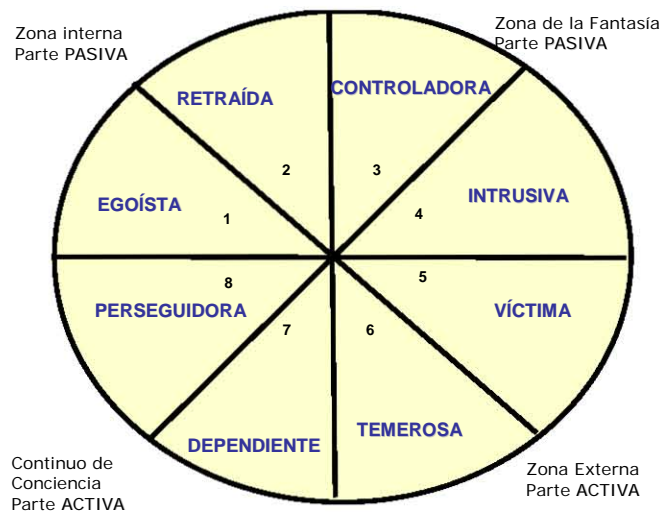 Zona interna
Parte PASIVA
Zona de la Fantasía
Parte PASIVA
RETRAÍDA
CONTROLADORA
2
3
EGOÍSTA
1
4
INTRUSIVA
8
5
PERSEGUIDORA
VÍCTIMA
7
6
DEPENDIENTE
TEMEROSA
Continuo de
Conciencia
Parte ACTIVA
Zona Externa
Parte ACTIVA